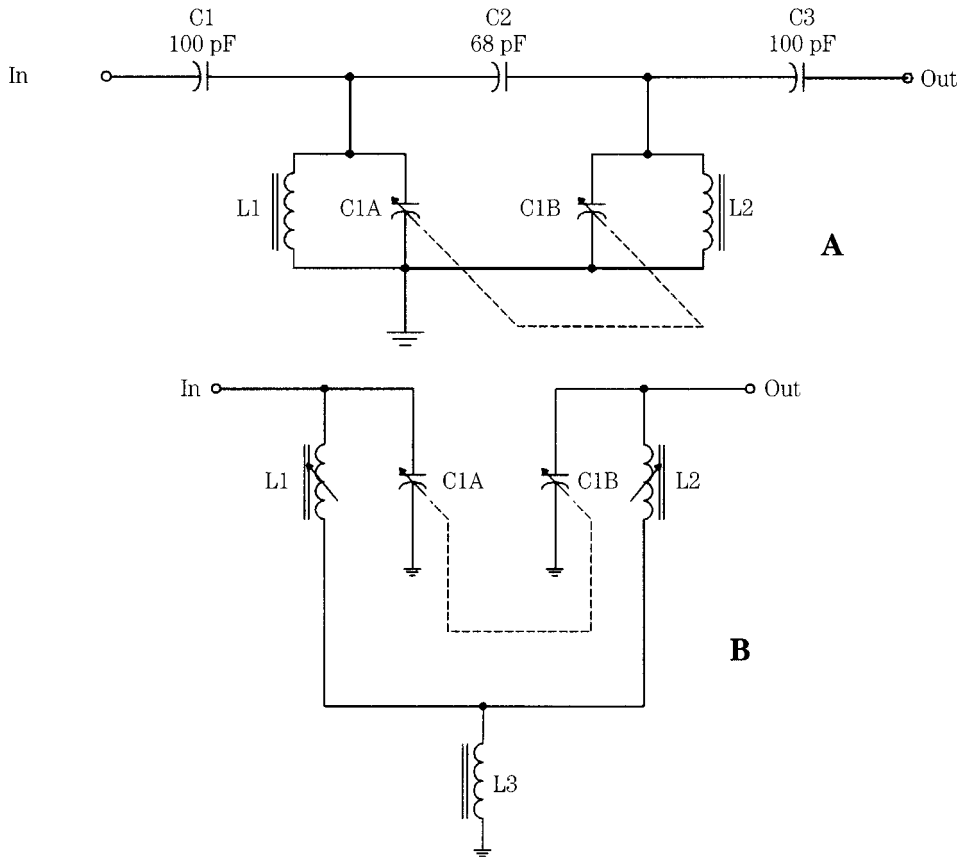 C1
100 pF
C2
68 pF
C3
100 pF
In
Out
L1
C1A
C1B
L2
A
In
Out
L1
C1A
C1B
L2
B
L3